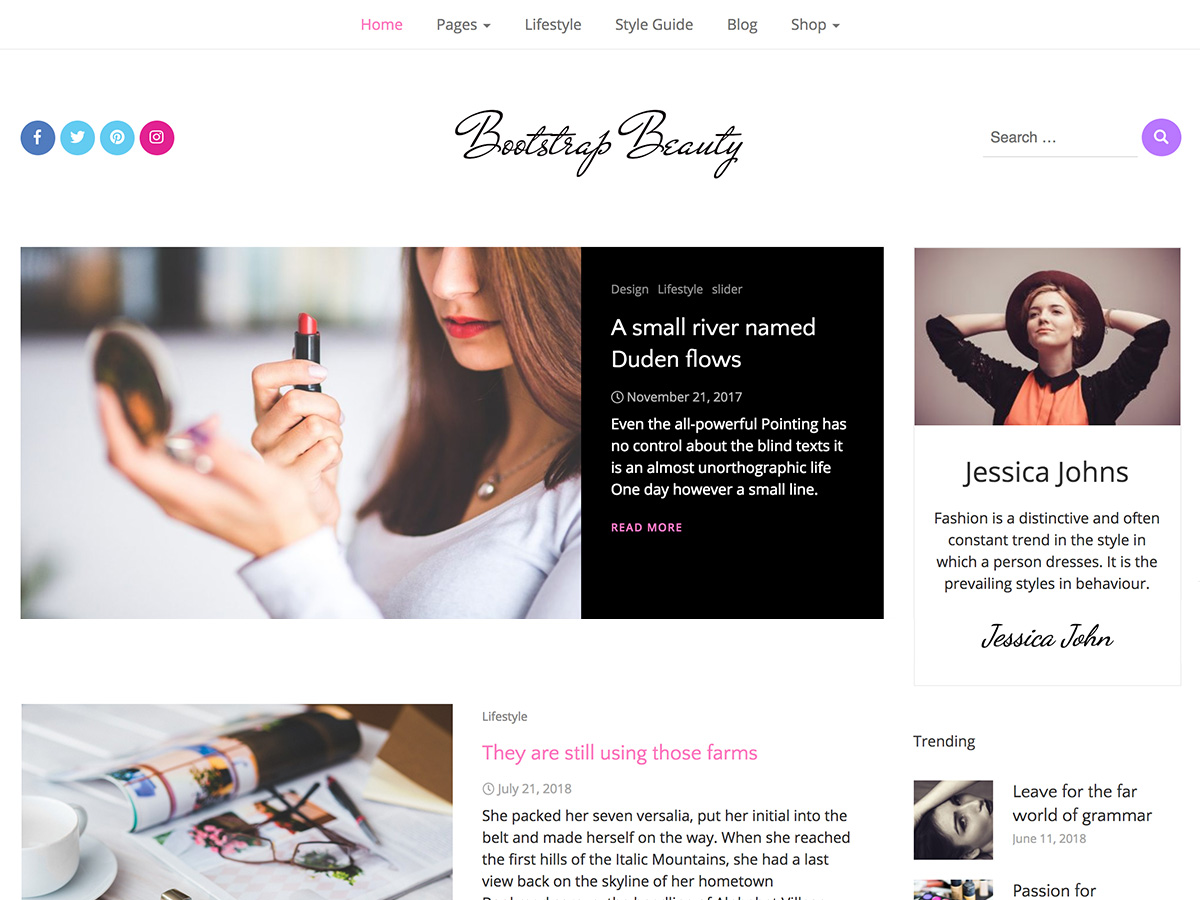 Home Pages Lifestyle Style Guide Blog Shop
Bootstrap Beauty
Search ...
Design Lifestyle slider
A small river named
Duden flows
November 21, 2017
Even the all-powerful Pointing has
no control about the blind texts it
is an almost unorthographic life
One day however a small line.
READ MORE
Jessica Johns
Fashion is a distinctive and often
constant trend in the style in
which a person dresses. It is the
prevailing styles in behaviour.
Jessica John
Lifestyle
They are still using those farms
July 21, 2018
She packed her seven versalia, put her initial into the
belt and made herself on the way. When she reached
the first hills of the Italic Mountains, she had a last
view back on the skyline of her hometown
Trending
Leave for the far
world of grammar
June 11, 2018
Passion for